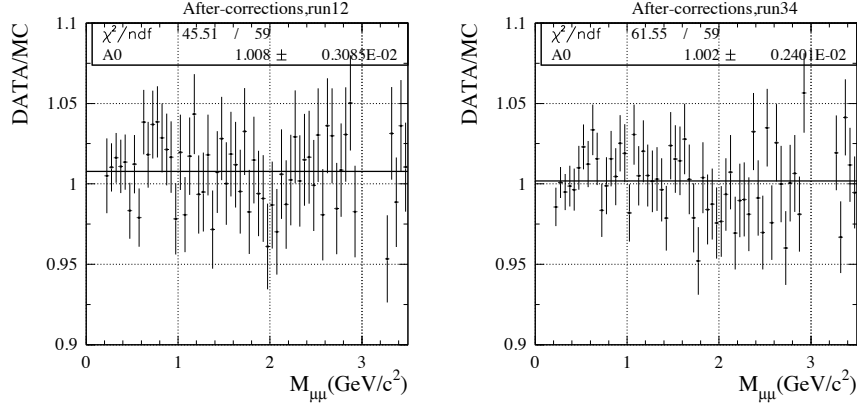 After-corrections,run12
χ²/ndf 45.51 / 59
A0 1.008 ± 0.3085E-02
DATA/MC
1.1
1.05
1
0.95
0.9
0 1 2 3
Mμμ(GeV/c²)
After-corrections,run34
χ²/ndf 61.55 / 59
A0 1.002 ± 0.2401E-02
DATA/MC
1.1
1.05
1
0.95
0.9
0 1 2 3
Mμμ(GeV/c²)